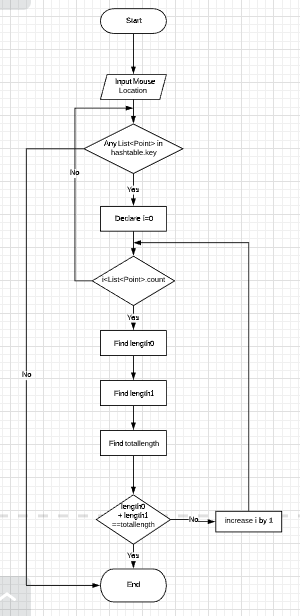 Start
Input Mouse
Location
Any List<Point> in
hashtable.key
No
Yes
Declare i=0
i<List<Point>.count
Yes
Find length0
No
Find length1
Find totallength
length0
+ length1
==totallength
No
increase i by 1
Yes
End